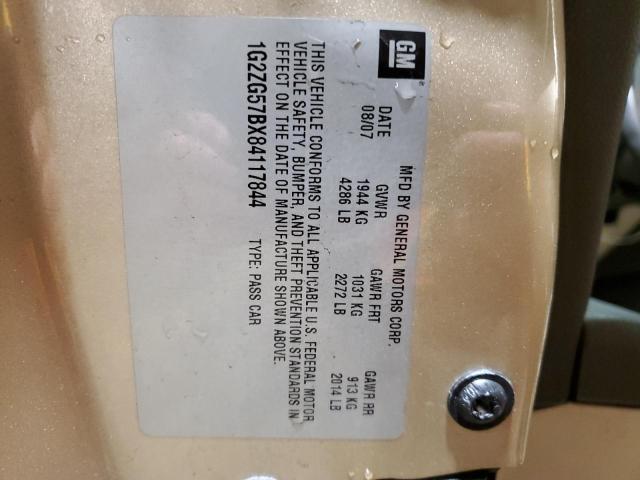 GM
MFD BY GENERAL MOTORS CORP.
DATE GVWR GAWR FRT GAWR RR
08/07 1944 KG 1031 KG 913 KG
4286 LB 2272 LB 2014 LB
THIS VEHICLE CONFORMS TO ALL APPLICABLE U.S. FEDERAL MOTOR
VEHICLE SAFETY, BUMPER, AND THEFT PREVENTION STANDARDS IN
EFFECT ON THE DATE OF MANUFACTURE SHOWN ABOVE.
1G2ZG57BX84117844 TYPE: PASS CAR